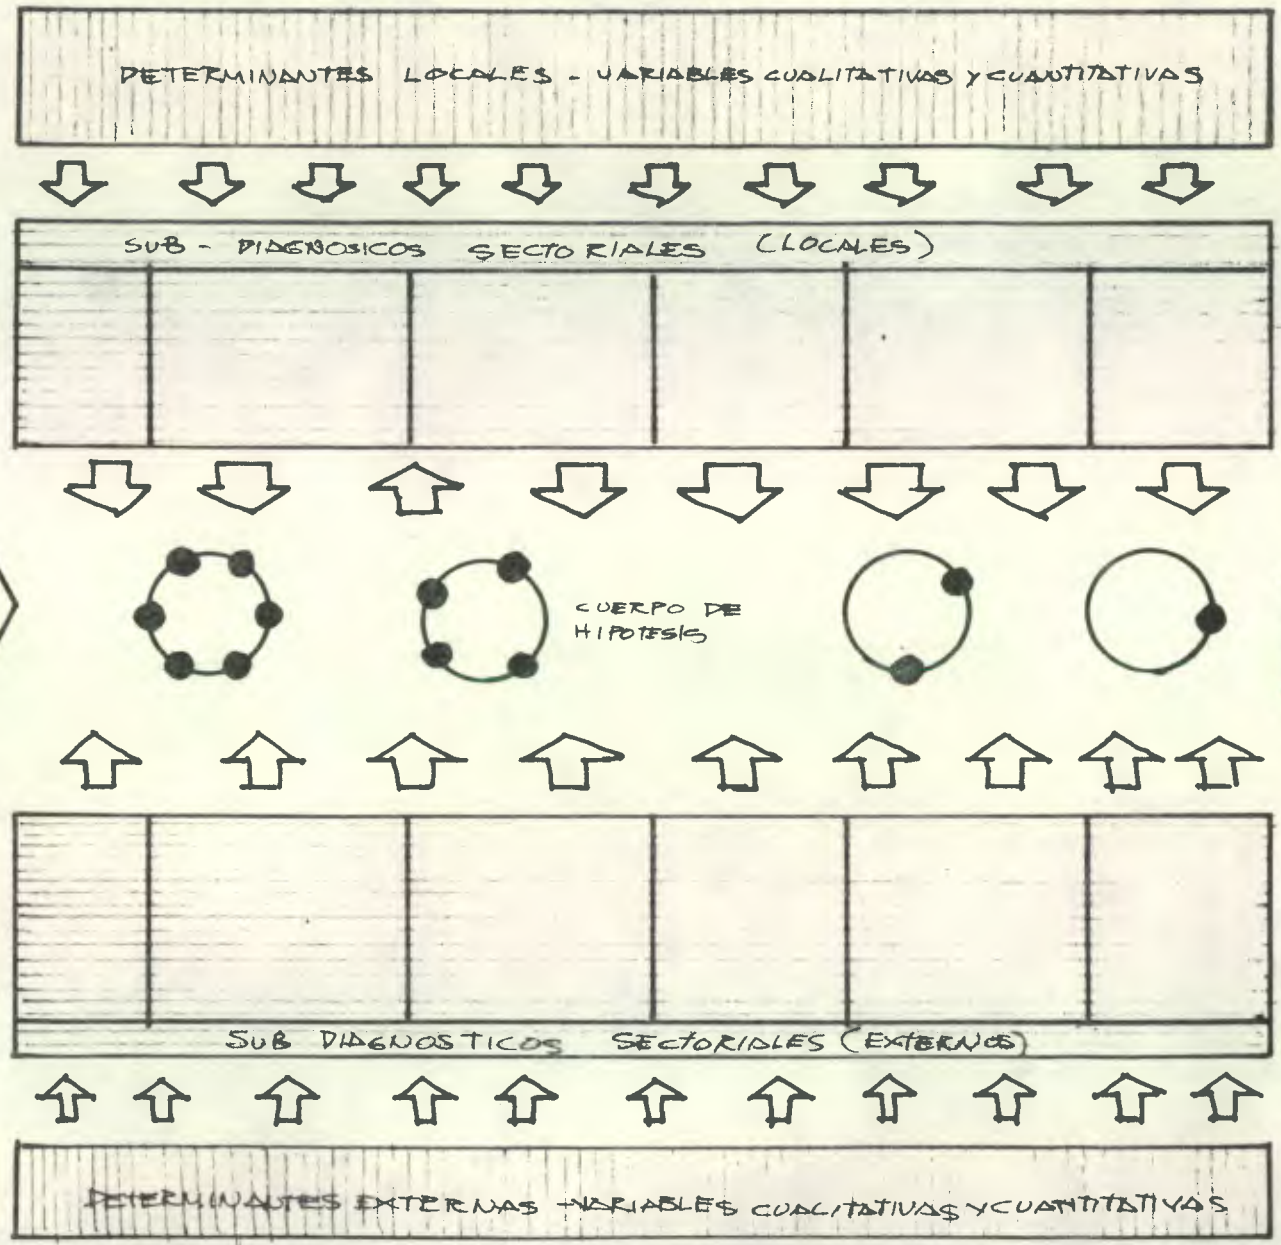 DETERMINANTES LOCALES - VARIABLES CUALITATIVAS Y CUANTITATIVAS
SUB - DIAGNOSICOS SECTORIALES (LOCALES)
CUERPO DE
HIPOTESIS
SUB DIAGNOSTICOS SECTORIALES (EXTERNOS)
DETERMINANTES EXTERNAS - VARIABLES CUALITATIVAS Y CUANTITATIVAS